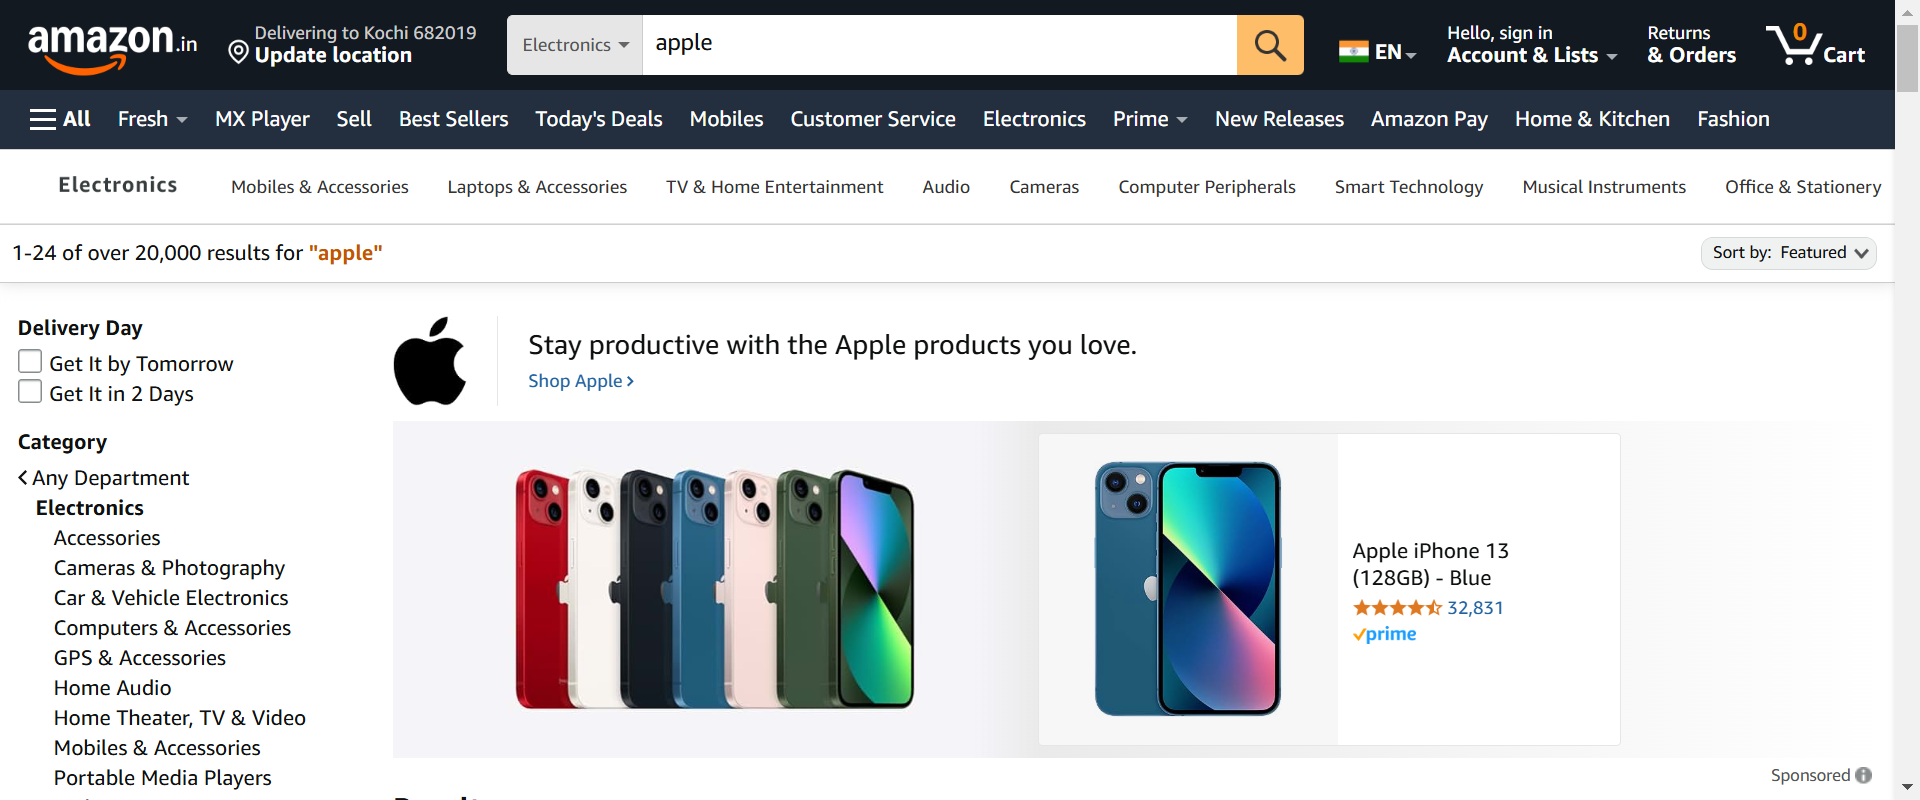 amazon.in
Delivering to Kochi 682019
Update location
Electronics
apple
EN
Hello, sign in
Account & Lists
Returns
& Orders
0
Cart
All
Fresh
MX Player
Sell
Best Sellers
Today's Deals
Mobiles
Customer Service
Electronics
Prime
New Releases
Amazon Pay
Home & Kitchen
Fashion
Electronics
Mobiles & Accessories
Laptops & Accessories
TV & Home Entertainment
Audio
Cameras
Computer Peripherals
Smart Technology
Musical Instruments
Office & Stationery
1-24 of over 20,000 results for "apple"
Sort by: Featured
Delivery Day
Get It by Tomorrow
Get It in 2 Days
Category
Any Department
Electronics
Accessories
Cameras & Photography
Car & Vehicle Electronics
Computers & Accessories
GPS & Accessories
Home Audio
Home Theater, TV & Video
Mobiles & Accessories
Portable Media Players
Stay productive with the Apple products you love.
Shop Apple
Apple iPhone 13
(128GB) - Blue
32,831
prime
Sponsored